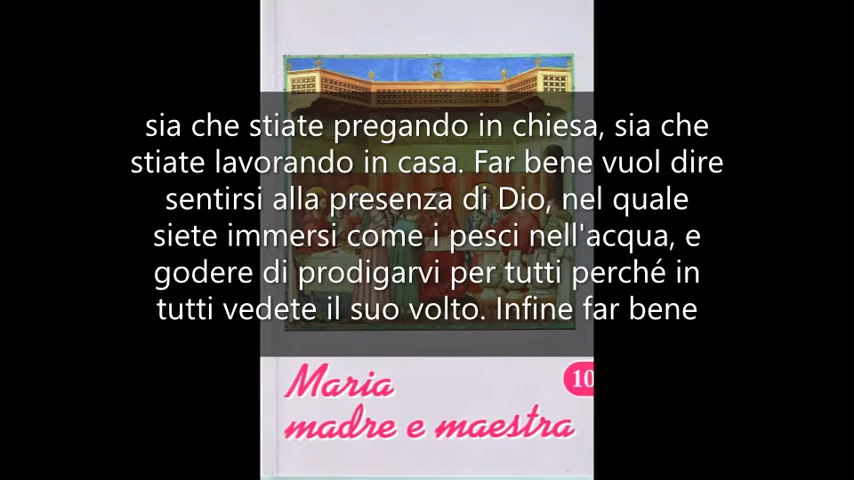 sia che stiate pregando in chiesa, sia che
stiate lavorando in casa. Far bene vuol dire
sentirsi alla presenza di Dio, nel quale
siete immersi come i pesci nell'acqua, e
godere di prodigarvi per tutti perché in
tutti vedete il suo volto. Infine far bene
Maria
10
madre e maestra